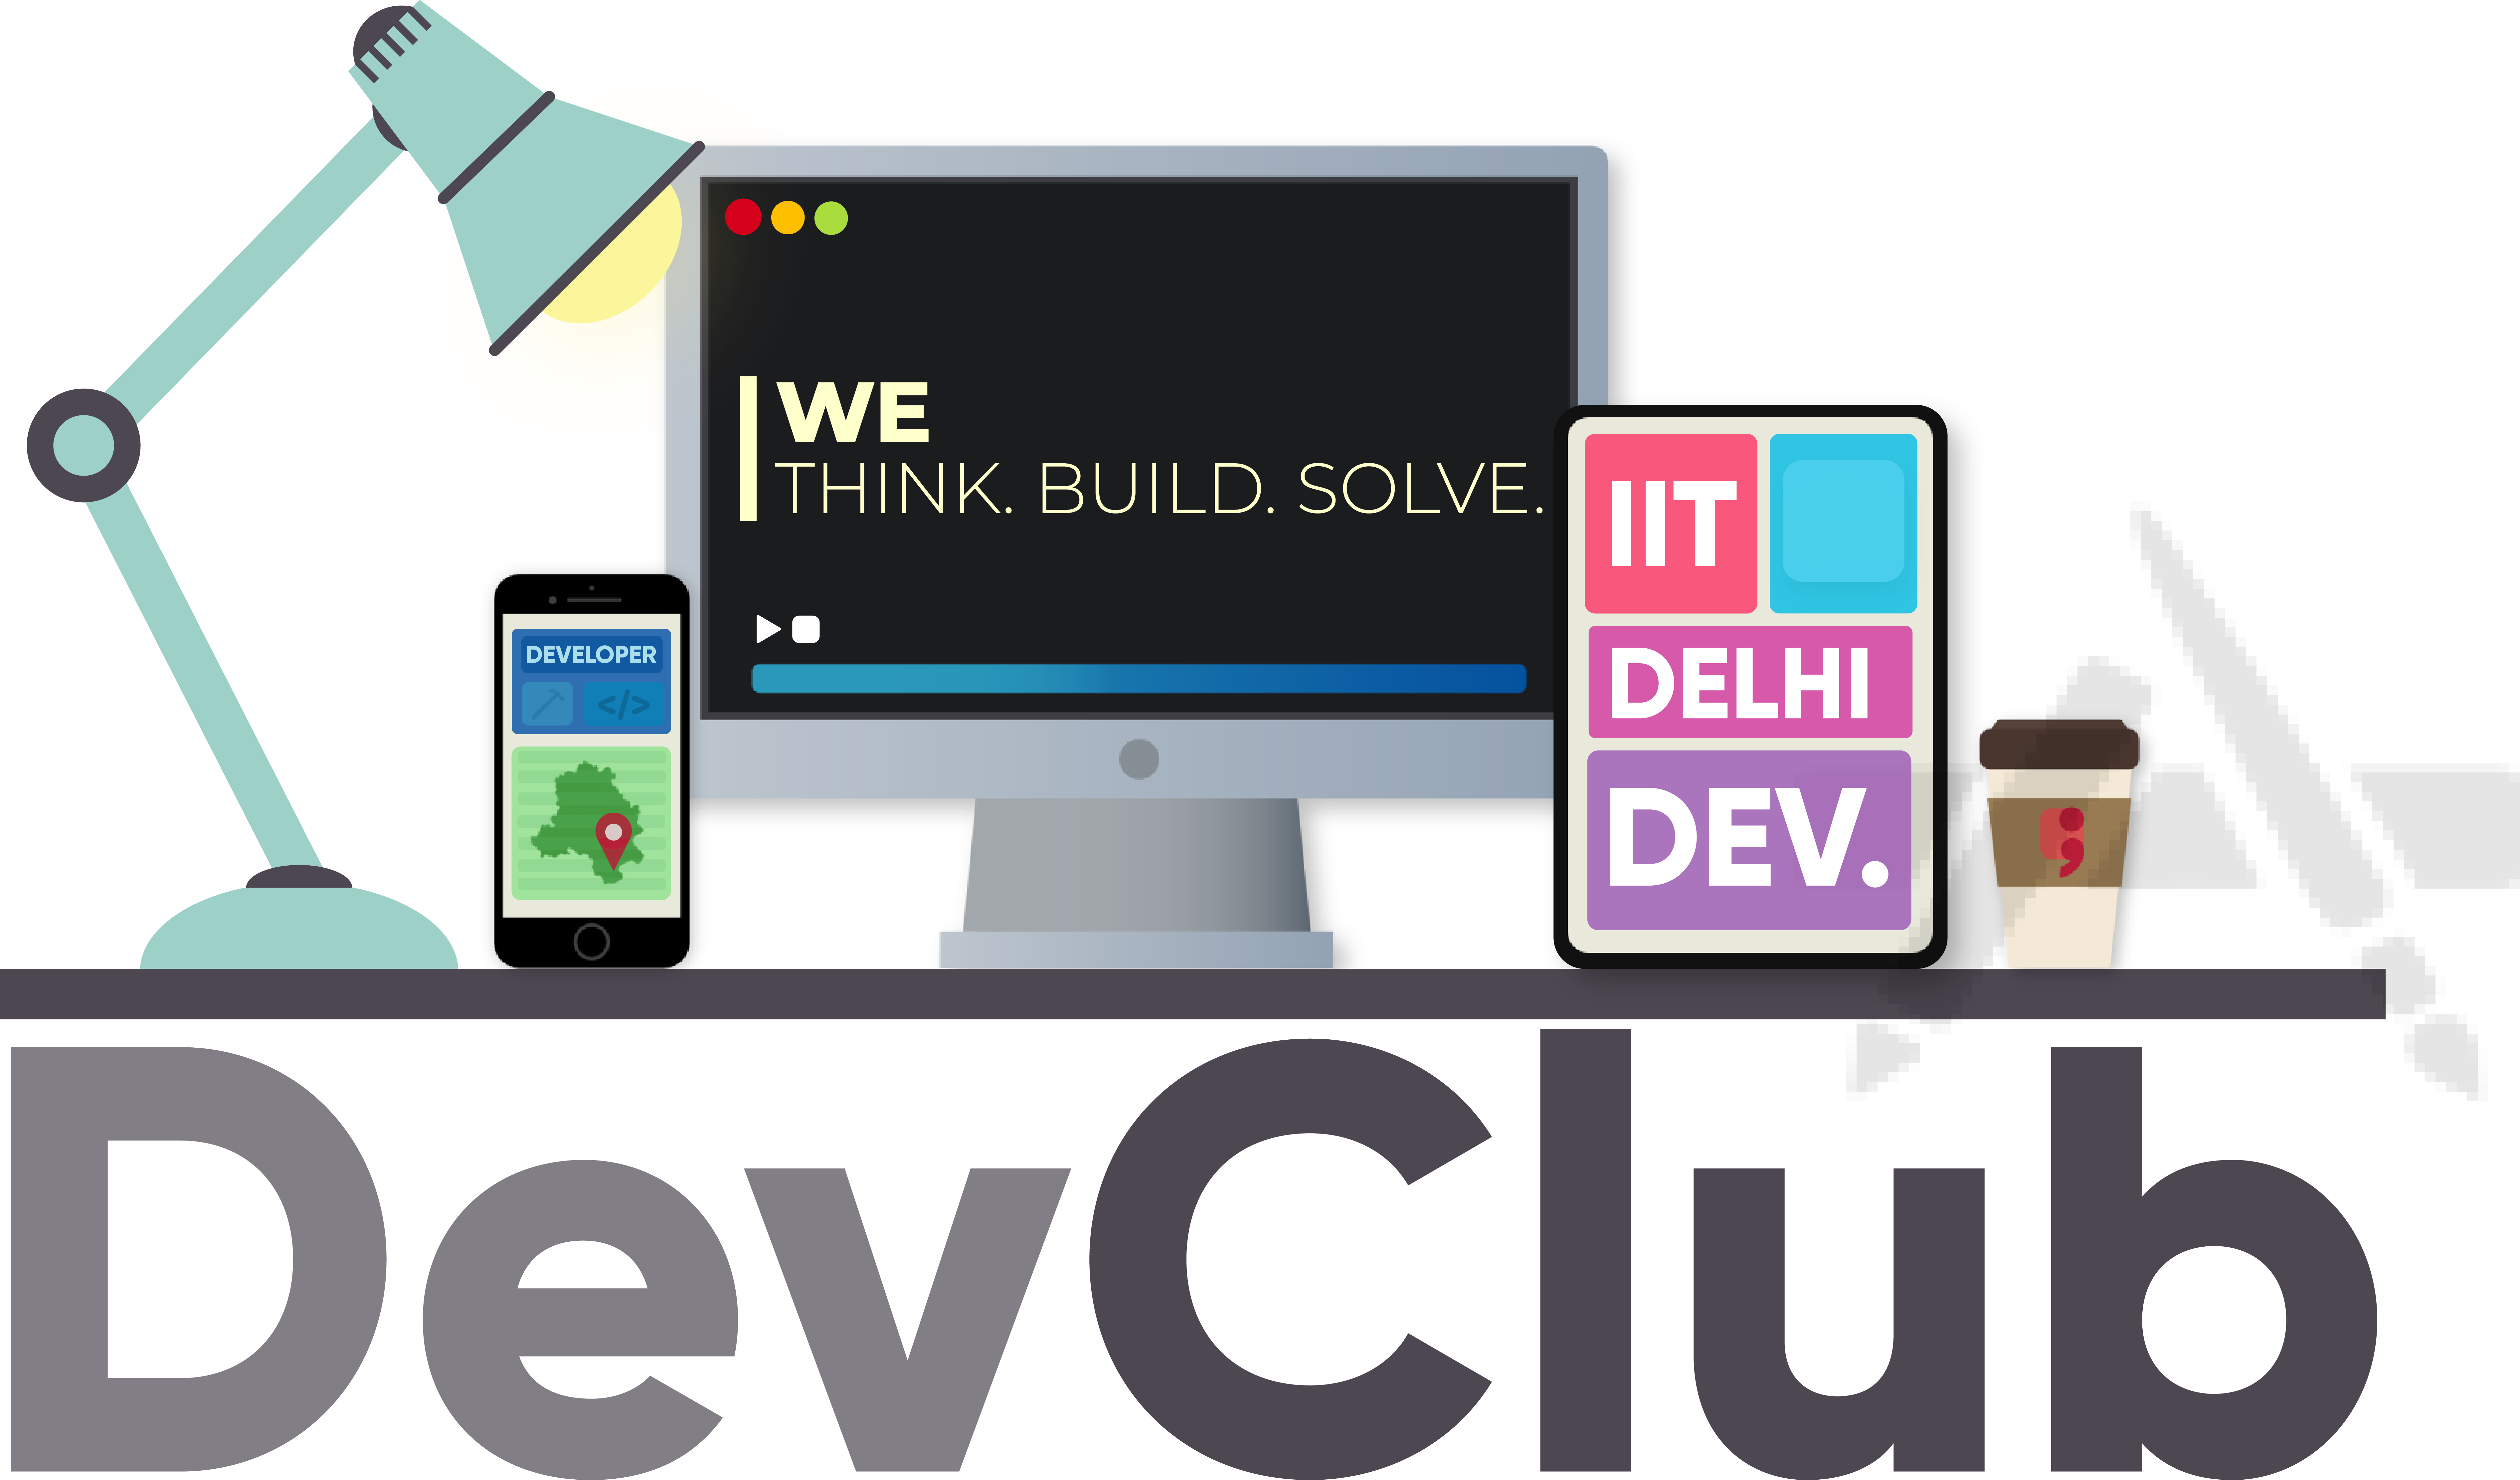 WE
THINK. BUILD. SOLVE.
DEVELOPER
</>
IIT
DELHI
DEV.
;
DevClub